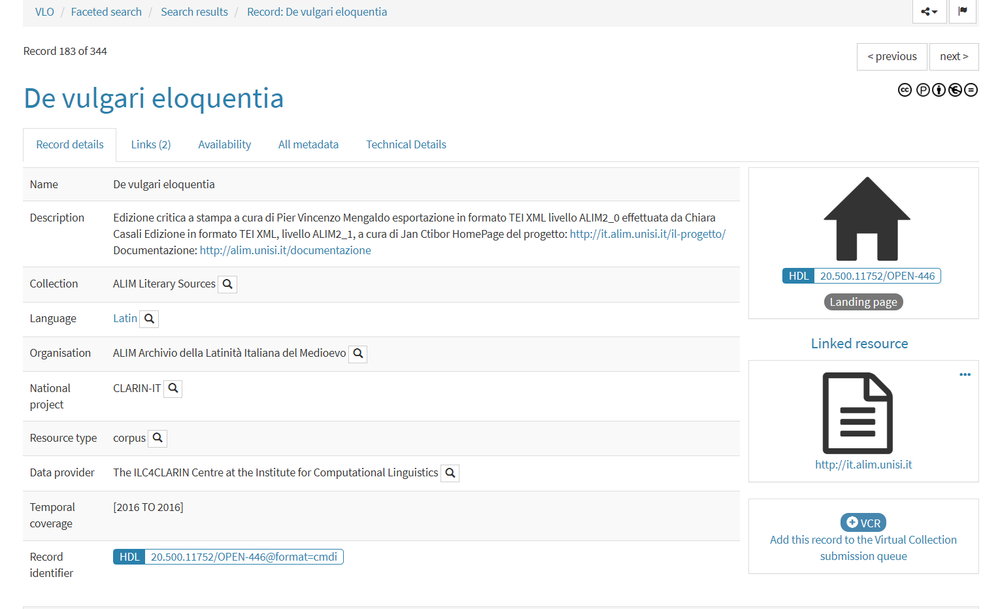 VLO / Faceted search / Search results / Record: De vulgari eloquentia
Record 183 of 344
< previous
next >
De vulgari eloquentia
Record details
Links (2)
Availability
All metadata
Technical Details
Name De vulgari eloquentia
Description Edizione critica a stampa a cura di Pier Vincenzo Mengaldo esportazione in formato TEI XML livello ALIM2_0 effettuata da Chiara
Casali Edizione in formato TEI XML, livello ALIM2_1, a cura di Jan Ctibor HomePage del progetto: http://it.alim.unisi.it/il-progetto/
Documentazione: http://alim.unisi.it/documentazione
Collection ALIM Literary Sources
Language Latin
Organisation ALIM Archivio della Latinità Italiana del Medioevo
National
project
CLARIN-IT
Resource type corpus
Data provider The ILC4CLARIN Centre at the Institute for Computational Linguistics
Temporal
coverage
[2016 TO 2016]
Record
identifier
HDL 20.500.11752/OPEN-446@format=cmdi
HDL 20.500.11752/OPEN-446
Landing page
Linked resource
http://it.alim.unisi.it
VCR
Add this record to the Virtual Collection
submission queue